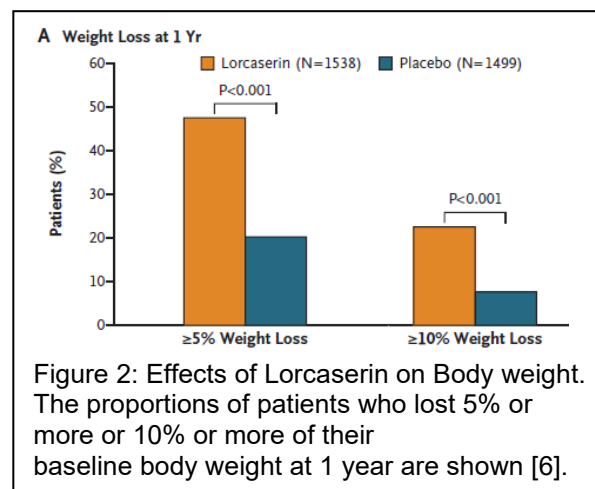 A Weight Loss at 1 Yr
Lorcaserin (N=1538) Placebo (N=1499)
60
50
40
30
20
10
0
Patients (%)
P<0.001
P<0.001
≥5% Weight Loss ≥10% Weight Loss
Figure 2: Effects of Lorcaserin on Body weight.
The proportions of patients who lost 5% or
more or 10% or more of their
baseline body weight at 1 year are shown [6].